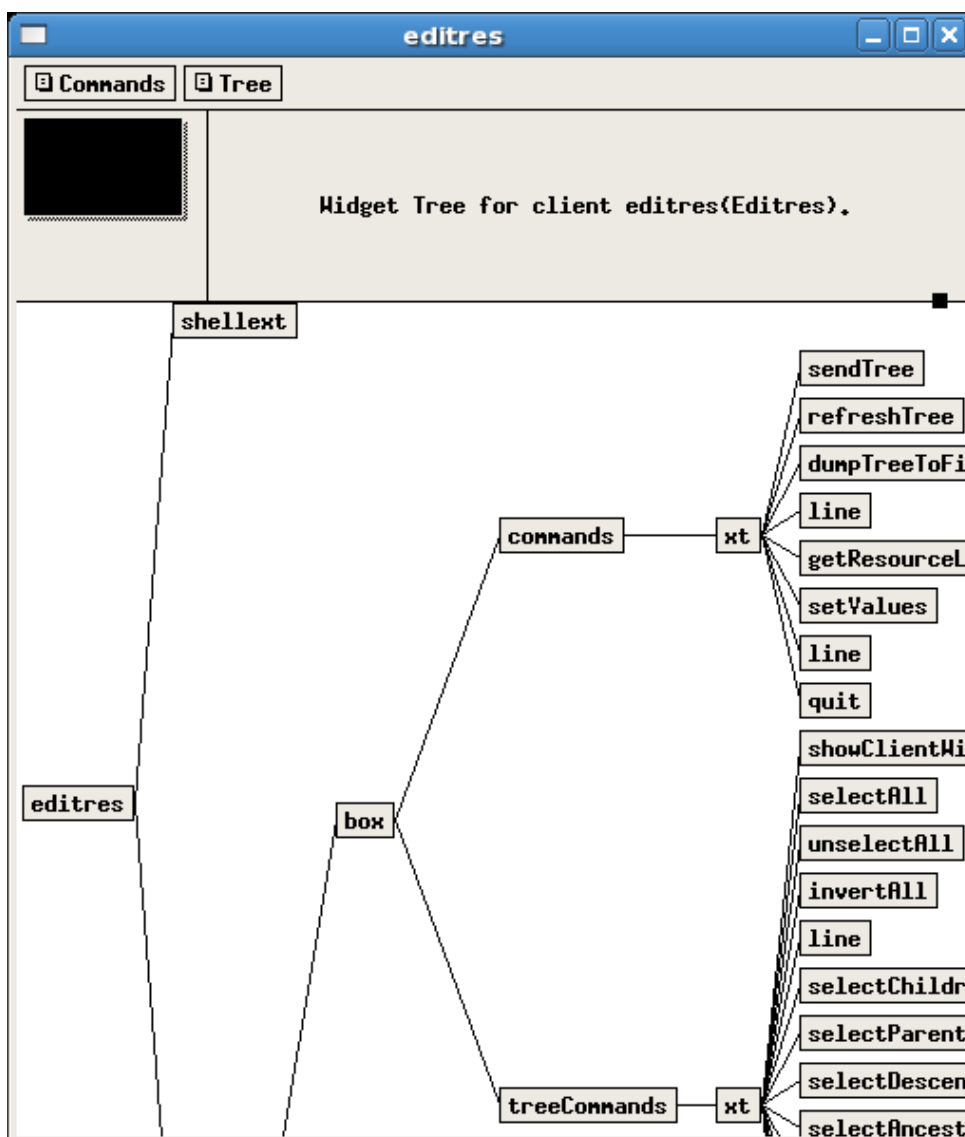 editres
Commands Tree
Widget Tree for client editres(Editres).
shellext
sendTree
refreshTree
dumpTreeToFi
line
commands xt
getResourceL
setValues
line
quit
showClientWi
selectAll
editres
box
unselectAll
invertAll
line
selectChildr
selectParent
selectDescen
treeCommands xt
selectAncest